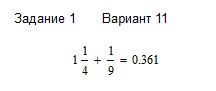 Задание 1 Вариант 11
1 1/4 + 1/9 = 0.361